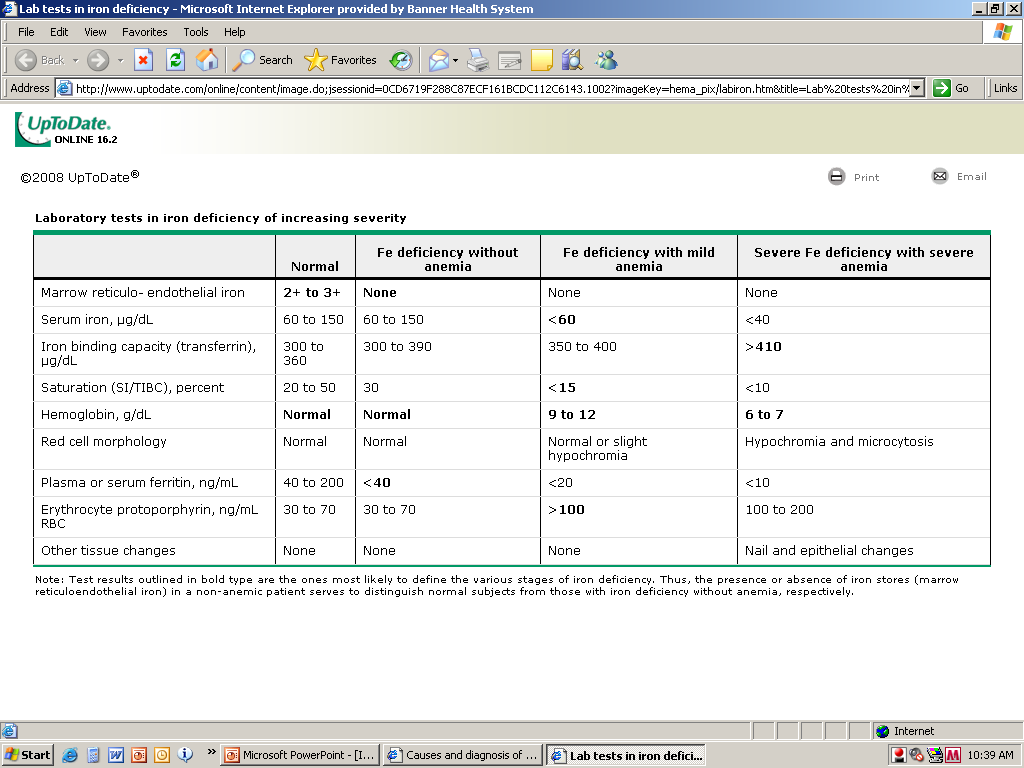 Lab tests in iron deficiency - Microsoft Internet Explorer provided by Banner Health System
File Edit View Favorites Tools Help
Back Search Favorites
Address http://www.uptodate.com/online/content/image.do;jsessionid=0CD6719F288C87ECF161BCDC112C6143.1002?imageKey=hema_pix/labiron.htm&title=Lab%20tests%20in% Go Links
UpToDate.
ONLINE 16.2
©2008 UpToDate® Print Email
Laboratory tests in iron deficiency of increasing severity
Normal Fe deficiency without anemia Fe deficiency with mild anemia Severe Fe deficiency with severe anemia
Marrow reticulo- endothelial iron 2+ to 3+ None None None
Serum iron, µg/dL 60 to 150 60 to 150 <60 <40
Iron binding capacity (transferrin), µg/dL 300 to 360 300 to 390 350 to 400 >410
Saturation (SI/TIBC), percent 20 to 50 30 <15 <10
Hemoglobin, g/dL Normal Normal 9 to 12 6 to 7
Red cell morphology Normal Normal Normal or slight hypochromia Hypochromia and microcytosis
Plasma or serum ferritin, ng/mL 40 to 200 <40 <20 <10
Erythrocyte protoporphyrin, ng/mL RBC 30 to 70 30 to 70 >100 100 to 200
Other tissue changes None None None Nail and epithelial changes
Note: Test results outlined in bold type are the ones most likely to define the various stages of iron deficiency. Thus, the presence or absence of iron stores (marrow
reticuloendothelial iron) in a non-anemic patient serves to distinguish normal subjects from those with iron deficiency without anemia, respectively.
Internet
Start » Microsoft PowerPoint - [I... Causes and diagnosis of ... Lab tests in iron defici... 10:39 AM